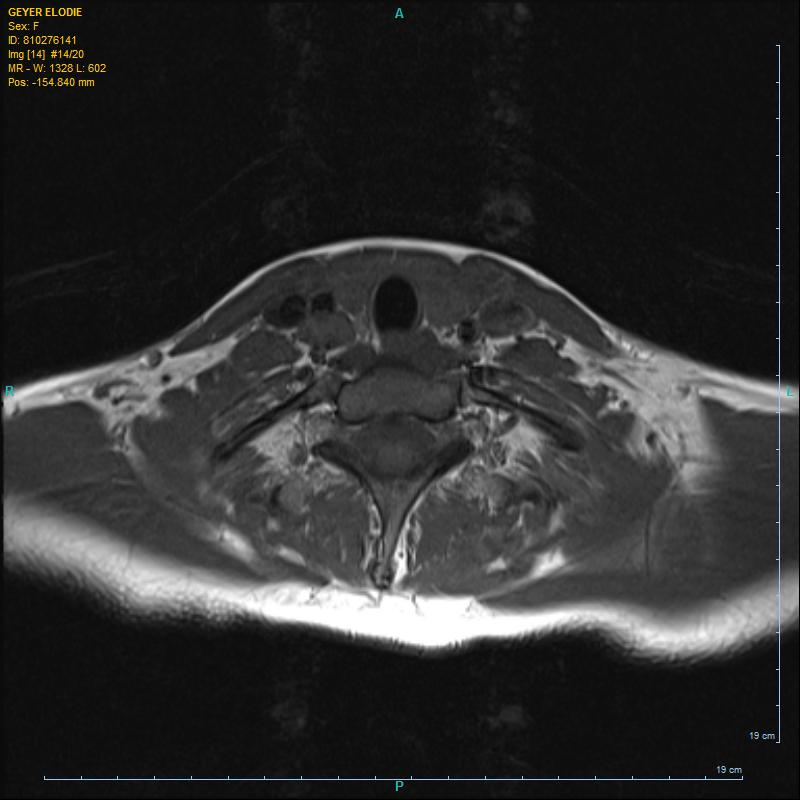 GEYER ELODIE
Sex: F
ID: 810276141
Img [14] #14/20
MR - W: 1328 L: 602
Pos: -154.840 mm
A
R
L
19 cm
19 cm
P